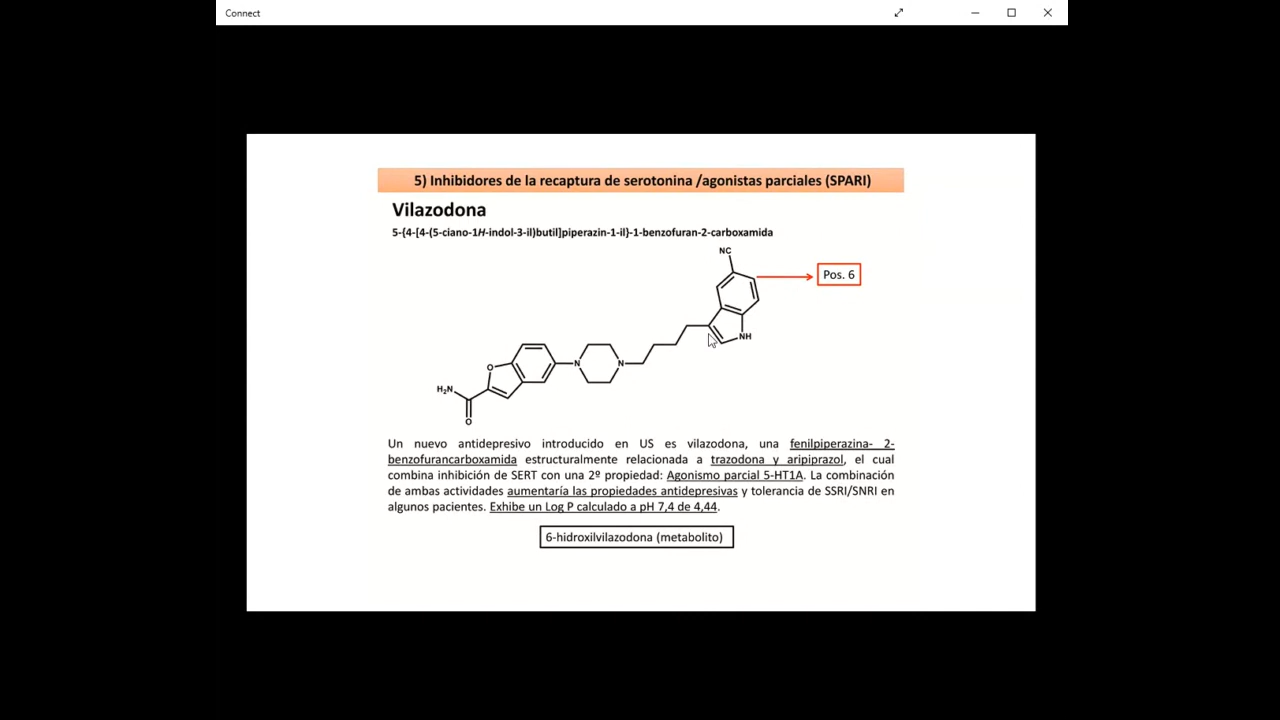 Connect
5) Inhibidores de la recaptura de serotonina /agonistas parciales (SPARI)
Vilazodona
5-{4-[4-(5-ciano-1H-indol-3-il)butil]piperazin-1-il}-1-benzofuran-2-carboxamida
NC
Pos. 6
NH
N
N
O
H₂N
O
Un nuevo antidepresivo introducido en US es vilazodona, una fenilpiperazina- 2-
benzofurancarboxamida estructuralmente relacionada a trazodona y aripiprazol, el cual
combina inhibición de SERT con una 2º propiedad: Agonismo parcial 5-HT1A. La combinación
de ambas actividades aumentaría las propiedades antidepresivas y tolerancia de SSRI/SNRI en
algunos pacientes. Exhibe un Log P calculado a pH 7,4 de 4,44.
6-hidroxilvilazodona (metabolito)